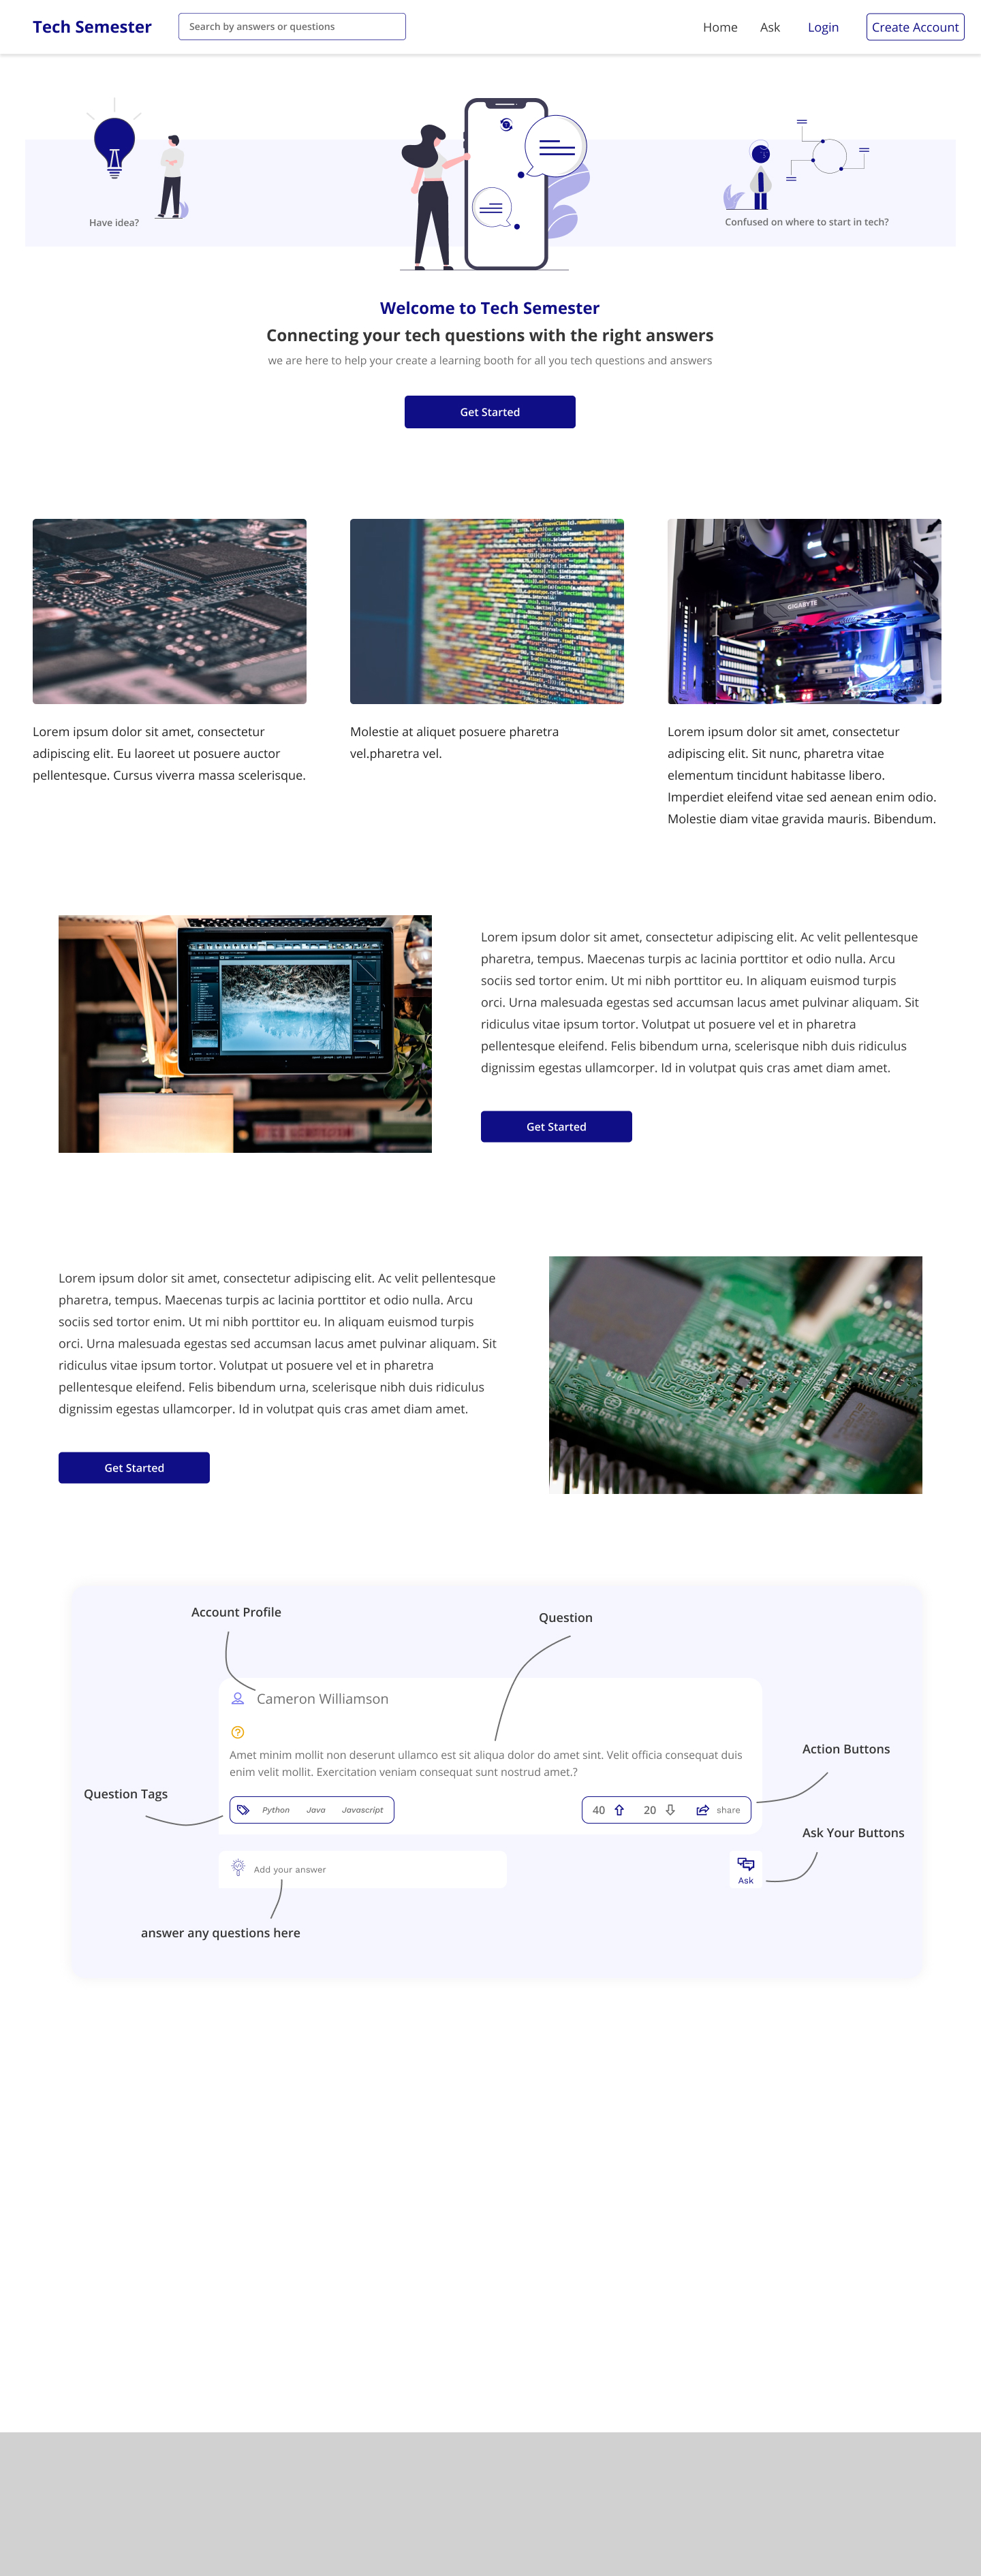 Tech Semester
Search by answers or questions
Home
Ask
Login
Create Account
Have idea?
Confused on where to start in tech?
Welcome to Tech Semester
Connecting your tech questions with the right answers
we are here to help your create a learning booth for all you tech questions and answers
Get Started
GIGABYTE
Lorem ipsum dolor sit amet, consectetur
adipiscing elit. Eu laoreet ut posuere auctor
pellentesque. Cursus viverra massa scelerisque.
Molestie at aliquet posuere pharetra
vel.pharetra vel.
Lorem ipsum dolor sit amet, consectetur
adipiscing elit. Sit nunc, pharetra vitae
elementum tincidunt habitasse libero.
Imperdiet eleifend vitae sed aenean enim odio.
Molestie diam vitae gravida mauris. Bibendum.
Lorem ipsum dolor sit amet, consectetur adipiscing elit. Ac velit pellentesque
pharetra, tempus. Maecenas turpis ac lacinia porttitor et odio nulla. Arcu
sociis sed tortor enim. Ut mi nibh porttitor eu. In aliquam euismod turpis
orci. Urna malesuada egestas sed accumsan lacus amet pulvinar aliquam. Sit
ridiculus vitae ipsum tortor. Volutpat ut posuere vel et in pharetra
pellentesque eleifend. Felis bibendum urna, scelerisque nibh duis ridiculus
dignissim egestas ullamcorper. Id in volutpat quis cras amet diam amet.
Get Started
Lorem ipsum dolor sit amet, consectetur adipiscing elit. Ac velit pellentesque
pharetra, tempus. Maecenas turpis ac lacinia porttitor et odio nulla. Arcu
sociis sed tortor enim. Ut mi nibh porttitor eu. In aliquam euismod turpis
orci. Urna malesuada egestas sed accumsan lacus amet pulvinar aliquam. Sit
ridiculus vitae ipsum tortor. Volutpat ut posuere vel et in pharetra
pellentesque eleifend. Felis bibendum urna, scelerisque nibh duis ridiculus
dignissim egestas ullamcorper. Id in volutpat quis cras amet diam amet.
Get Started
Account Profile
Question
Cameron Williamson
Amet minim mollit non deserunt ullamco est sit aliqua dolor do amet sint. Velit officia consequat duis
enim velit mollit. Exercitation veniam consequat sunt nostrud amet.?
Action Buttons
Question Tags
Python
Java
Javascript
40
20
share
Ask Your Buttons
Add your answer
Ask
answer any questions here